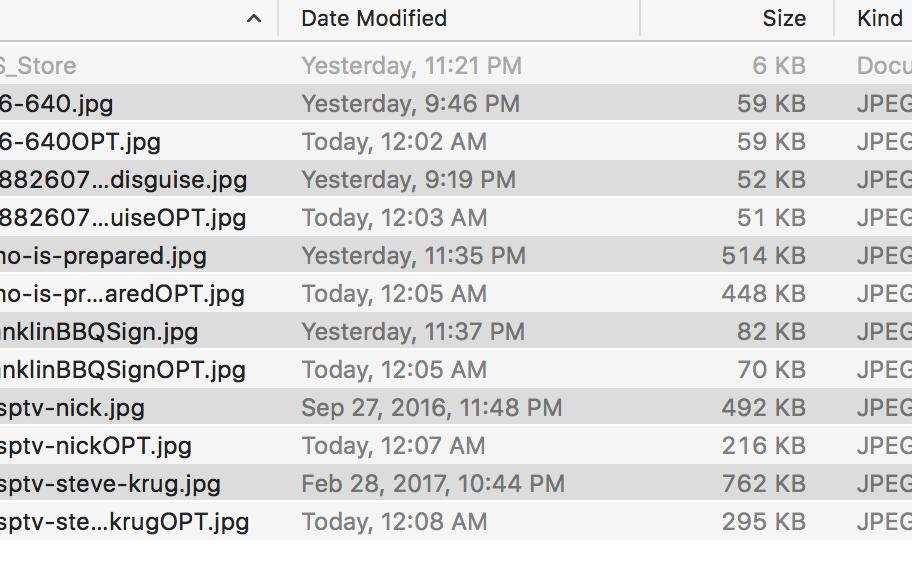 Date Modified Size Kind
S_Store Yesterday, 11:21 PM 6 KB Docu
6-640.jpg Yesterday, 9:46 PM 59 KB JPEG
6-640OPT.jpg Today, 12:02 AM 59 KB JPEG
882607...disguise.jpg Yesterday, 9:19 PM 52 KB JPEG
882607...uiseOPT.jpg Today, 12:03 AM 51 KB JPEG
no-is-prepared.jpg Yesterday, 11:35 PM 514 KB JPEG
no-is-pr...aredOPT.jpg Today, 12:05 AM 448 KB JPEG
anklinBBQSign.jpg Yesterday, 11:37 PM 82 KB JPEG
anklinBBQSignOPT.jpg Today, 12:05 AM 70 KB JPEG
sptv-nick.jpg Sep 27, 2016, 11:48 PM 492 KB JPEG
sptv-nickOPT.jpg Today, 12:07 AM 216 KB JPEG
sptv-steve-krug.jpg Feb 28, 2017, 10:44 PM 762 KB JPEG
sptv-ste...krugOPT.jpg Today, 12:08 AM 295 KB JPEG